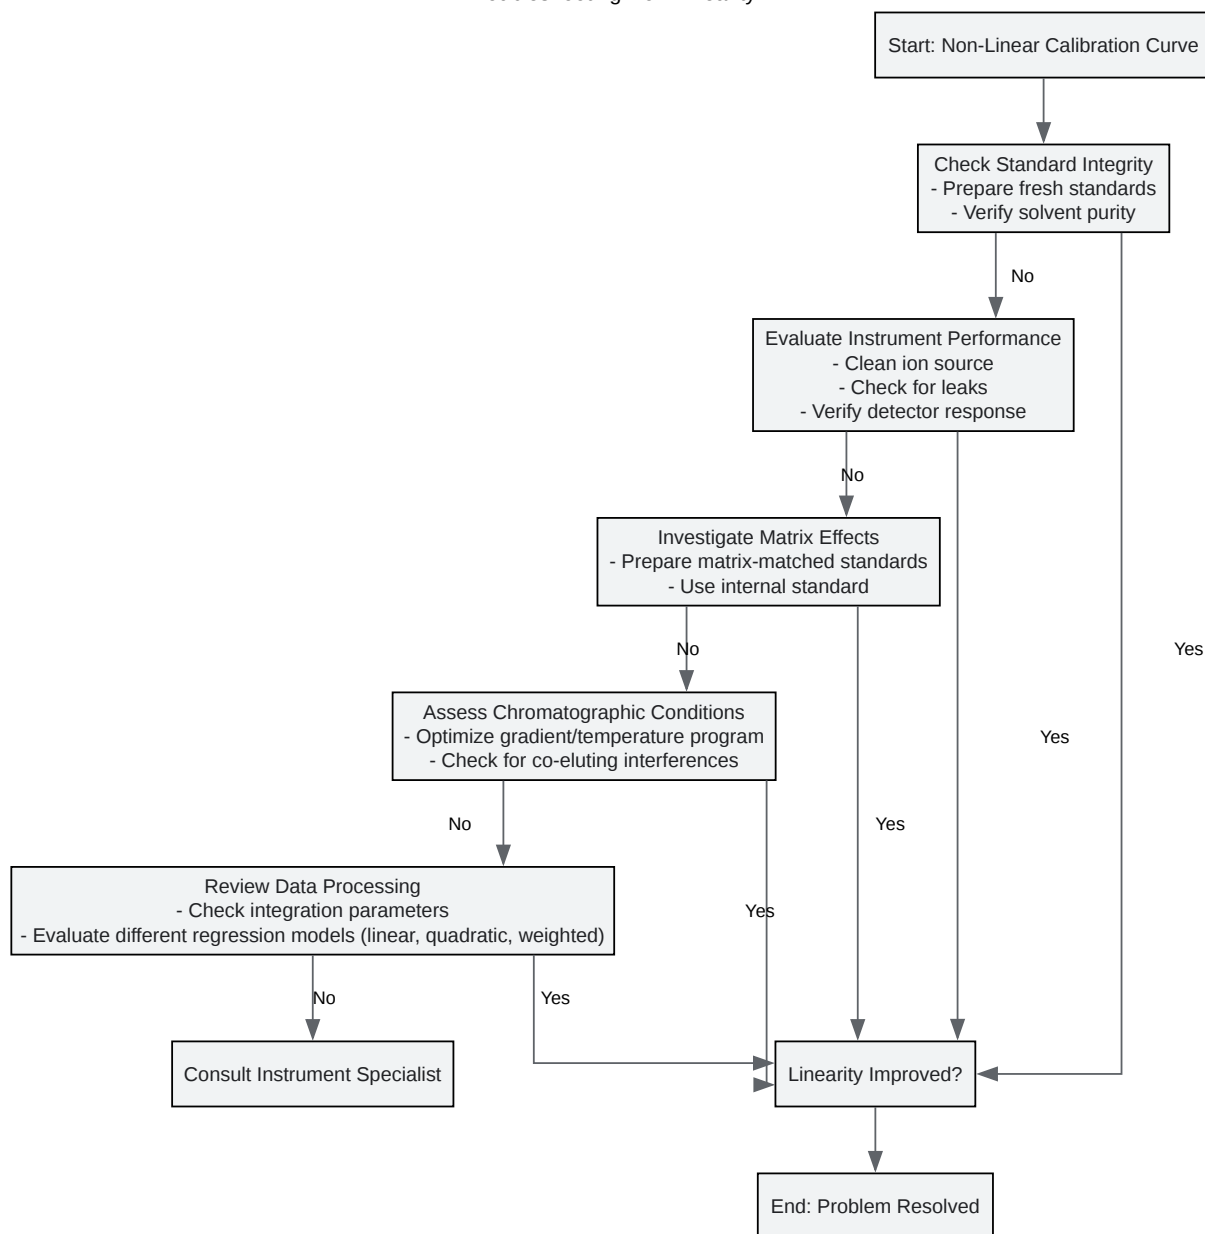 Start: Non-Linear Calibration Curve
Check Standard Integrity
- Prepare fresh standards
- Verify solvent purity
No
Evaluate Instrument Performance
- Clean ion source
- Check for leaks
- Verify detector response
No
Investigate Matrix Effects
- Prepare matrix-matched standards
- Use internal standard
No
Yes
Assess Chromatographic Conditions
- Optimize gradient/temperature program
- Check for co-eluting interferences
Yes
No
Yes
Review Data Processing
- Check integration parameters
- Evaluate different regression models (linear, quadratic, weighted)
Yes
No
Yes
Consult Instrument Specialist
Linearity Improved?
End: Problem Resolved